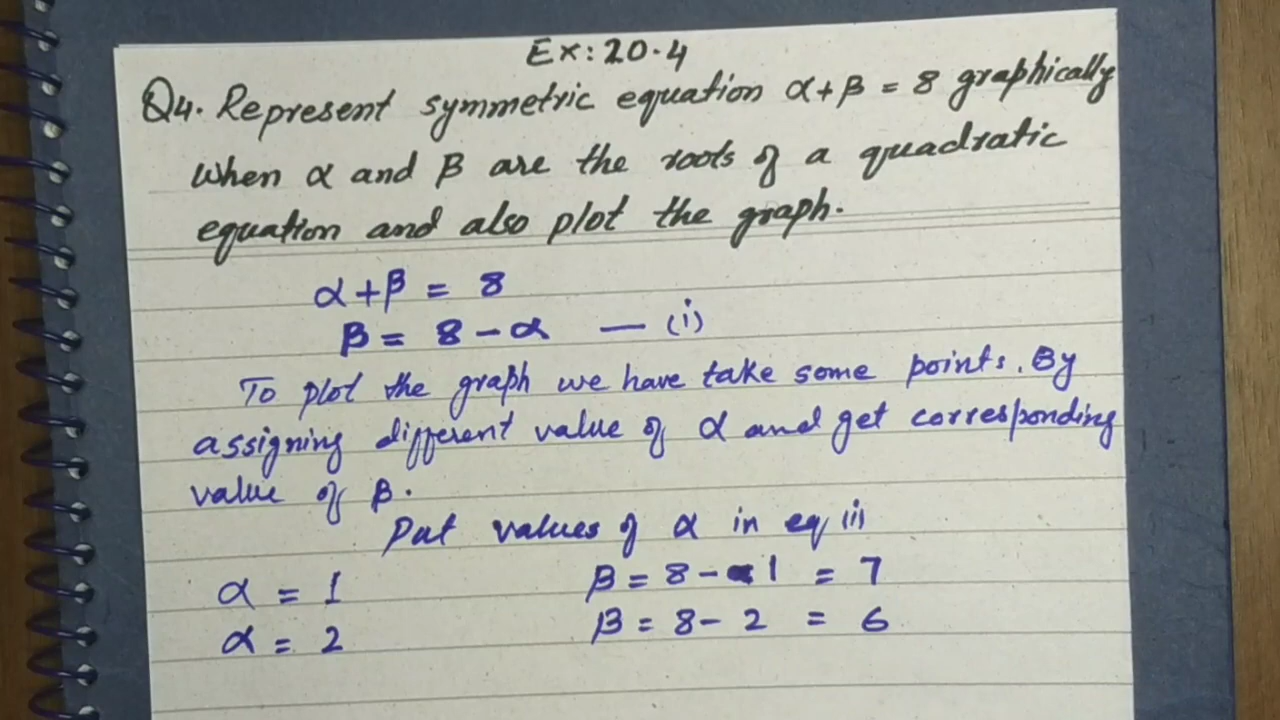 Ex: 20.4
Q4. Represent symmetric equation α+β = 8 graphically
when α and β are the roots of a quadratic
equation and also plot the graph.
α+β = 8
β = 8 - α — (i)
To plot the graph we have take some points. By
assigning different value of α and get corresponding
value of β.
Put values of α in eq (i)
α = 1 β = 8 - 1 = 7
α = 2 β = 8 - 2 = 6